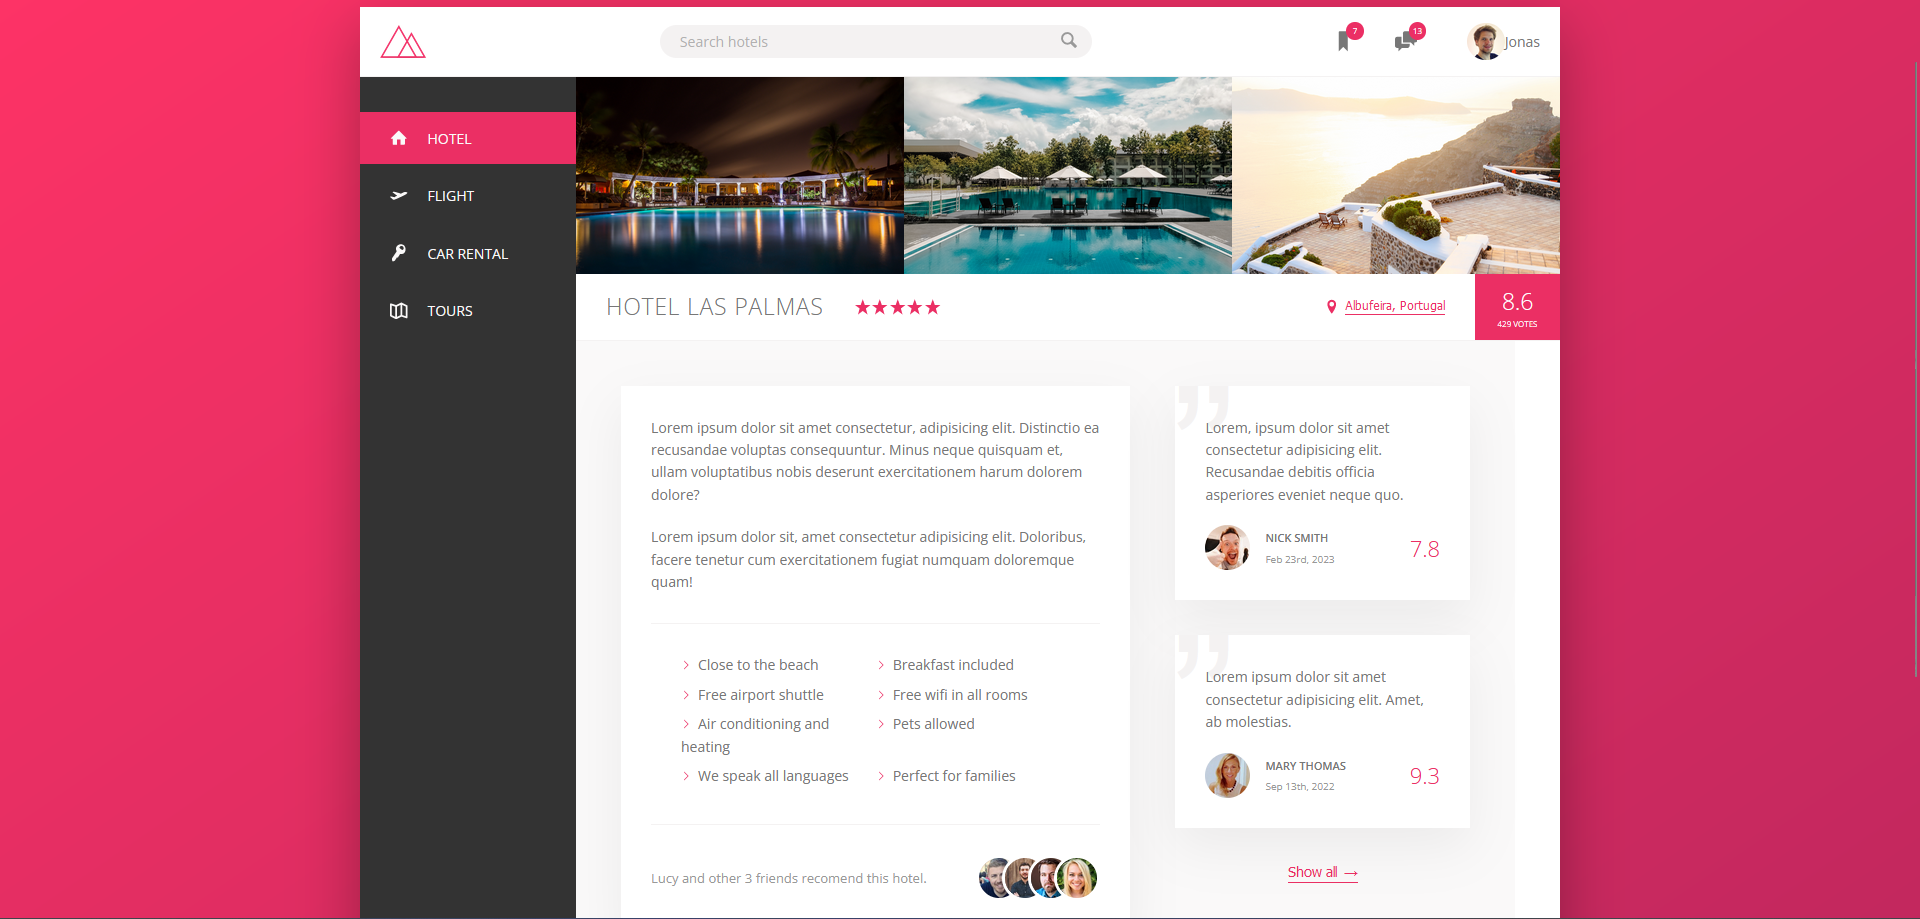 Search hotels
7
13
Jonas
HOTEL
FLIGHT
CAR RENTAL
TOURS
HOTEL LAS PALMAS
Albufeira, Portugal
8.6
429 VOTES
Lorem ipsum dolor sit amet consectetur, adipisicing elit. Distinctio ea
recusandae voluptas consequuntur. Minus neque quisquam et,
ullam voluptatibus nobis deserunt exercitationem harum dolorem
dolore?
Lorem ipsum dolor sit, amet consectetur adipisicing elit. Doloribus,
facere tenetur cum exercitationem fugiat numquam doloremque
quam!
Close to the beach
Breakfast included
Free airport shuttle
Free wifi in all rooms
Air conditioning and
heating
Pets allowed
We speak all languages
Perfect for families
Lucy and other 3 friends recomend this hotel.
Lorem, ipsum dolor sit amet
consectetur adipisicing elit.
Recusandae debitis officia
asperiores eveniet neque quo.
NICK SMITH
Feb 23rd, 2023
7.8
Lorem ipsum dolor sit amet
consectetur adipisicing elit. Amet,
ab molestias.
MARY THOMAS
Sep 13th, 2022
9.3
Show all →